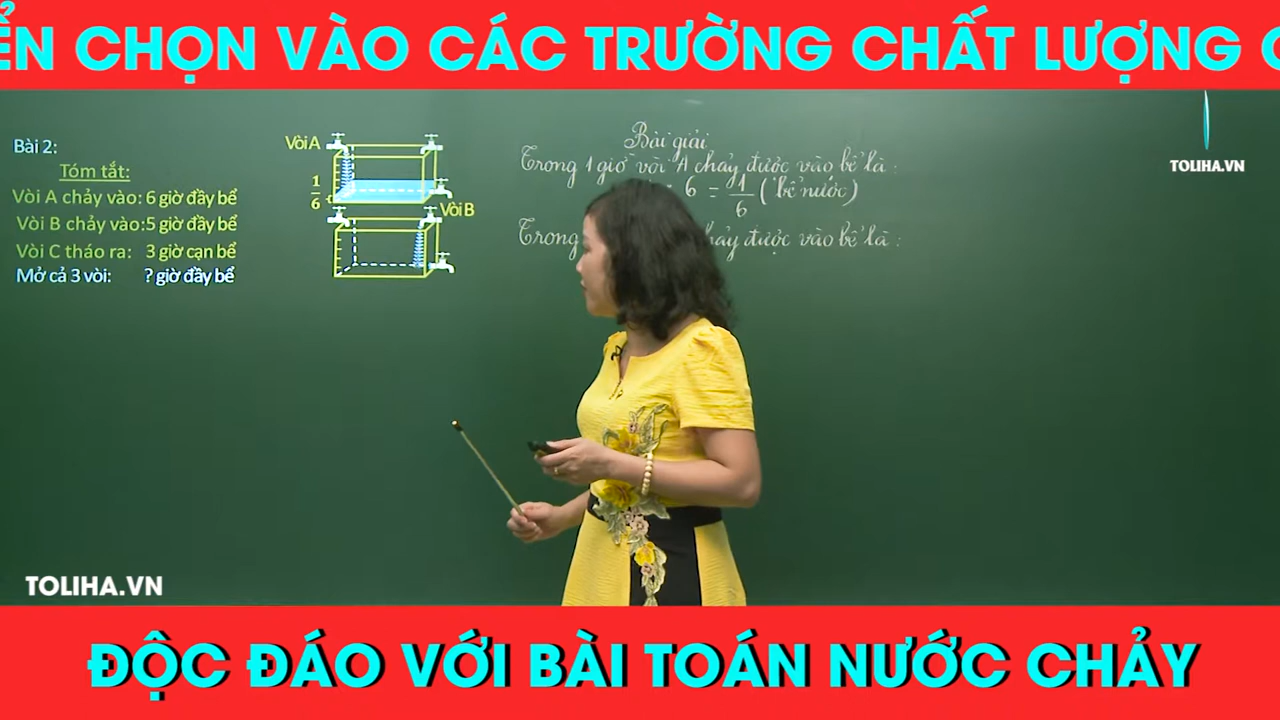 ỂN CHỌN VÀO CÁC TRƯỜNG CHẤT LƯỢNG C
Bài 2:
Tóm tắt:
Vòi A chảy vào: 6 giờ đầy bể
Vòi B chảy vào: 5 giờ đầy bể
Vòi C tháo ra: 3 giờ cạn bể
Mở cả 3 vòi: ? giờ đầy bể
Vòi A
1/6
Vòi B
Bài giải
Trong 1 giờ vòi A chảy được vào bể là :
6 = 1/6 (bể nước)
Trong chảy được vào bể là :
TOLIHA.VN
TOLIHA.VN
ĐỘC ĐÁO VỚI BÀI TOÁN NƯỚC CHẢY